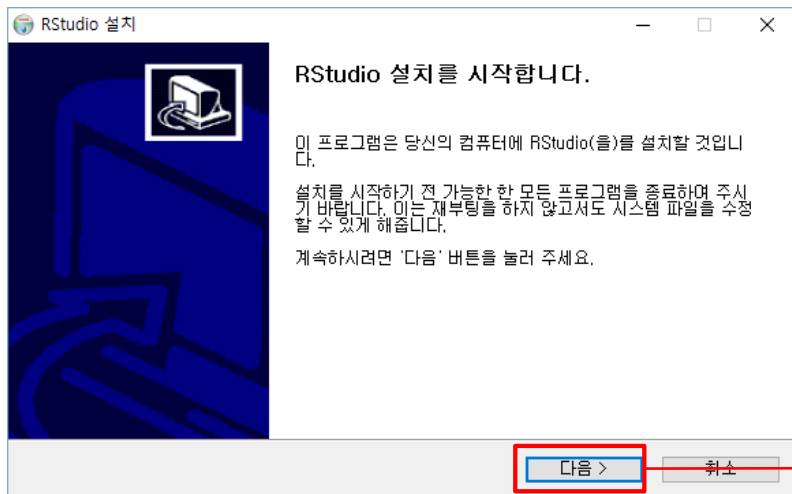 RStudio 설치
RStudio 설치를 시작합니다.
이 프로그램은 당신의 컴퓨터에 RStudio(을)를 설치할 것입니
다.
설치를 시작하기 전 가능한 한 모든 프로그램을 종료하여 주시
기 바랍니다. 이는 재부팅을 하지 않고서도 시스템 파일을 수정
할 수 있게 해줍니다.
계속하시려면 '다음' 버튼을 눌러 주세요.
다음 >
취소